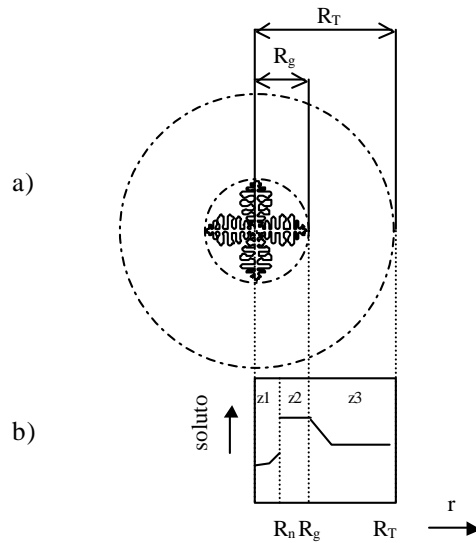 R_T
R_g
a)
b)
soluto
z1 z2 z3
r
R_n R_g R_T